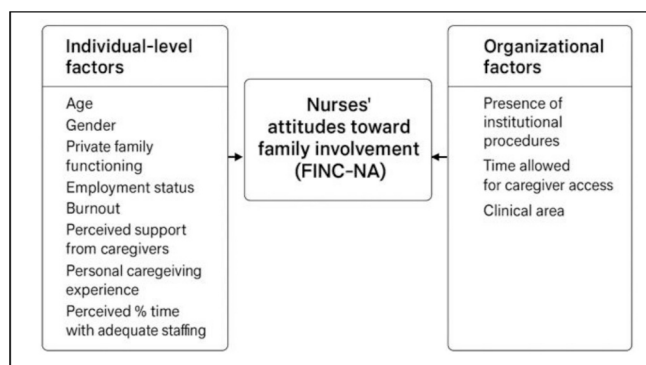 Individual-level
factors
Age
Gender
Private family
functioning
Employment status
Burnout
Perceived support
from caregivers
Personal caregeiving
experience
Perceived % time
with adequate staffing
Nurses'
attitudes toward
family involvement
(FINC-NA)
Organizational
factors
Presence of
institutional
procedures
Time allowed
for caregiver access
Clinical area